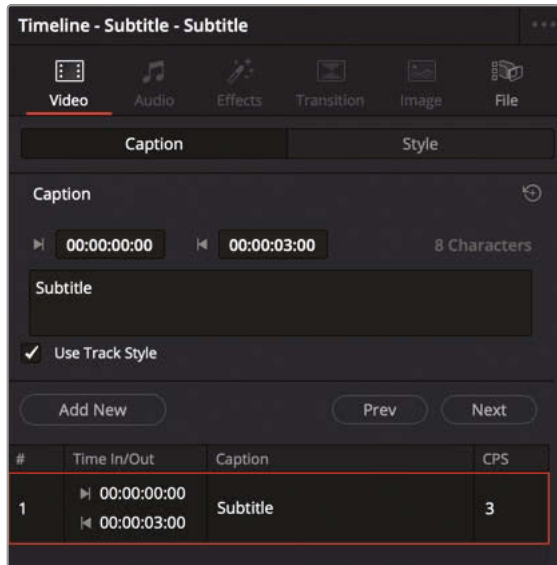 Timeline - Subtitle - Subtitle
Video Audio Effects Transition Image File
Caption Style
Caption
00:00:00:00 00:00:03:00 8 Characters
Subtitle
Use Track Style
Add New Prev Next
# Time In/Out Caption CPS
1 00:00:00:00 Subtitle 3
00:00:03:00